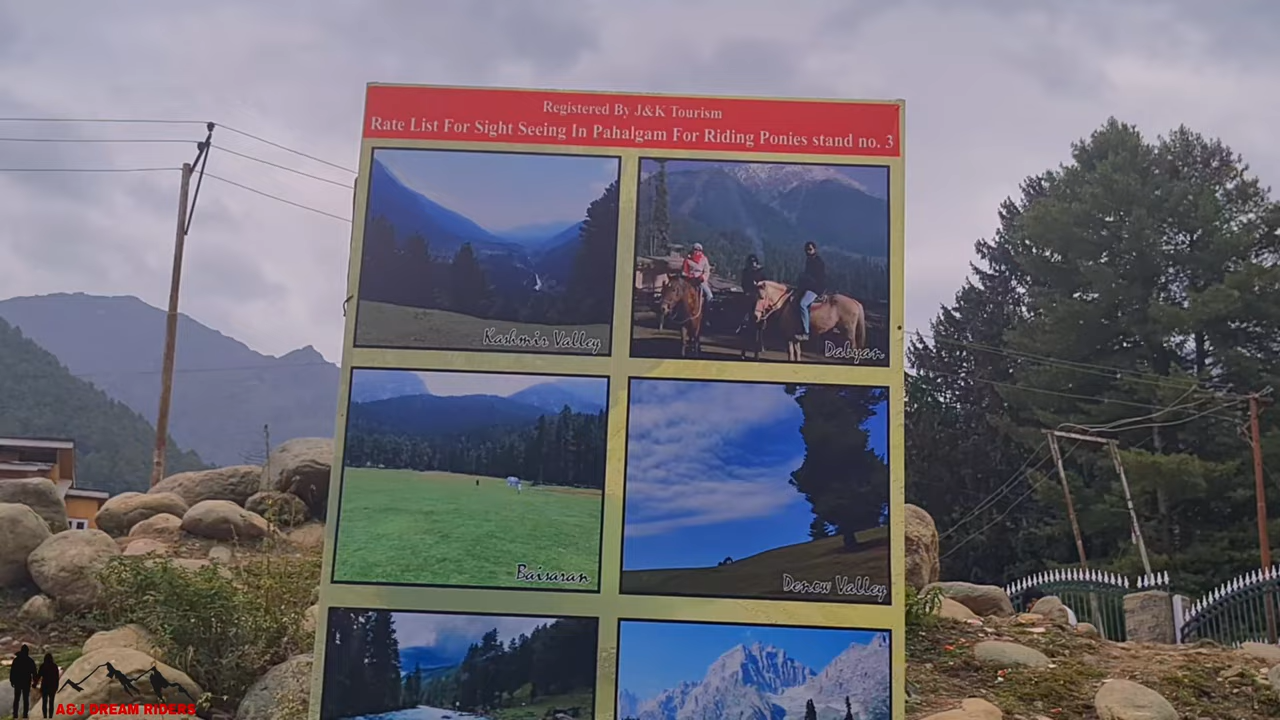 Registered By J&K Tourism
Rate List For Sight Seeing In Pahalgam For Riding Ponies stand no. 3
Kashmir Valley
Dabyan
Baisaran
Denow Valley
A&J DREAM RIDERS